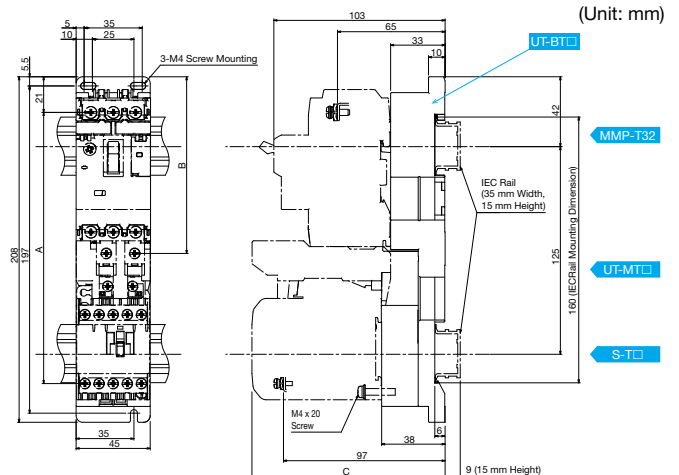 (Unit: mm)
5
35
10
25
3-M4 Screw Mounting
5.5
21
A
B
208
197
35
45
103
65
33
10
UT-BT□
42
MMP-T32
IEC Rail
(35 mm Width,
15 mm Height)
125
160 (IECRail Mounting Dimension)
UT-MT□
S-T□
M4 x 20
Screw
6
38
97
C
9 (15 mm Height)